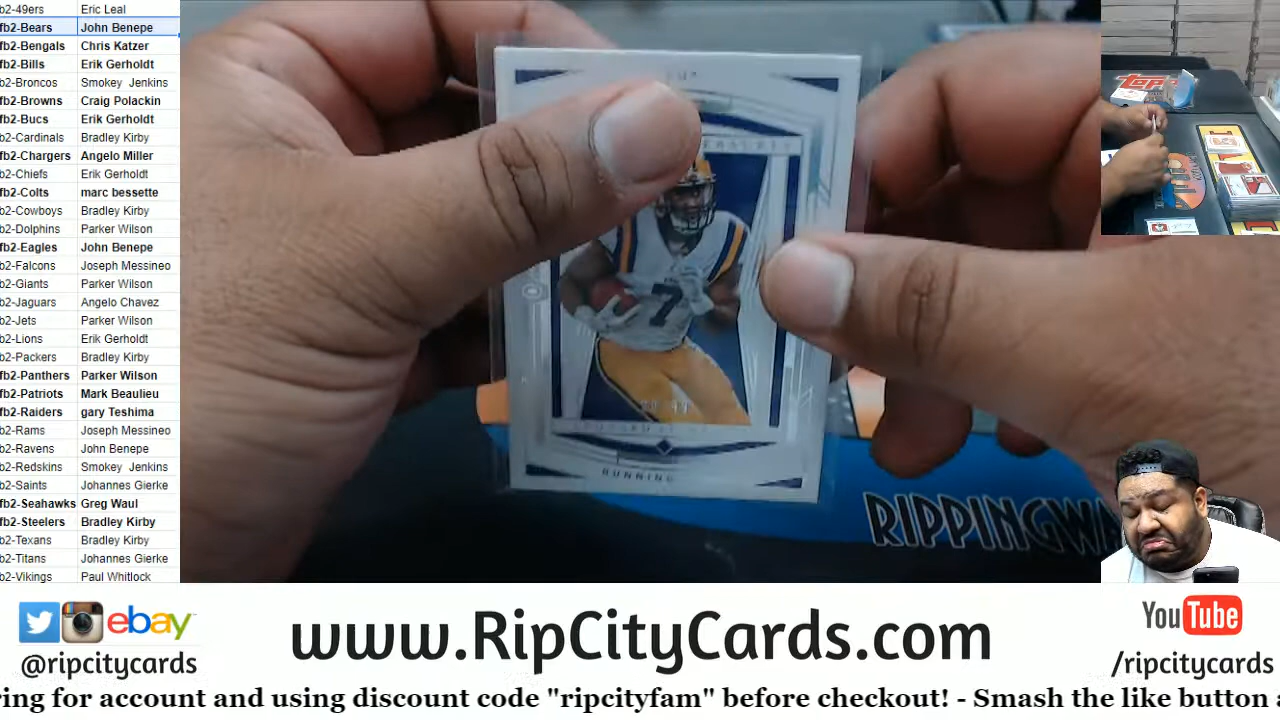 b2-49ers Eric Leal
fb2-Bears John Benepe
fb2-Bengals Chris Katzer
fb2-Bills Erik Gerholdt
b2-Broncos Smokey Jenkins
fb2-Browns Craig Polackin
fb2-Bucs Erik Gerholdt
b2-Cardinals Bradley Kirby
fb2-Chargers Angelo Miller
b2-Chiefs Erik Gerholdt
fb2-Colts marc bessette
b2-Cowboys Bradley Kirby
b2-Dolphins Parker Wilson
fb2-Eagles John Benepe
b2-Falcons Joseph Messineo
b2-Giants Parker Wilson
b2-Jaguars Angelo Chavez
b2-Jets Parker Wilson
b2-Lions Erik Gerholdt
b2-Packers Bradley Kirby
fb2-Panthers Parker Wilson
fb2-Patriots Mark Beaulieu
fb2-Raiders gary Teshima
b2-Rams Joseph Messineo
b2-Ravens John Benepe
b2-Redskins Smokey Jenkins
b2-Saints Johannes Gierke
fb2-Seahawks Greg Waul
fb2-Steelers Bradley Kirby
b2-Texans Bradley Kirby
b2-Titans Johannes Gierke
b2-Vikings Paul Whitlock
7
RUNNING
RIPPINGWA
ebay
@ripcitycards
www.RipCityCards.com
YouTube
/ripcitycards
ring for account and using discount code "ripcityfam" before checkout! - Smash the like button a